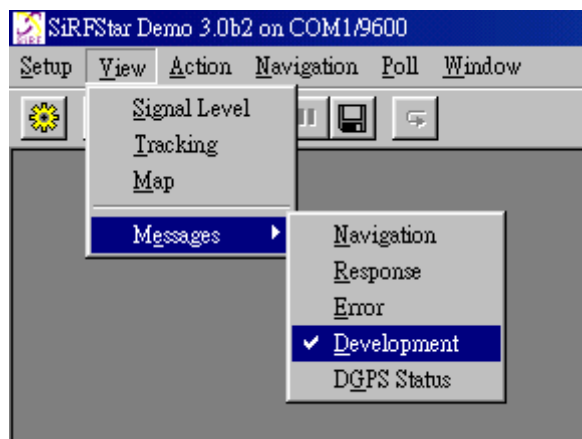 SiRFStar Demo 3.0b2 on COM1/9600
Setup View Action Navigation Poll Window
Signal Level
Tracking
Map
Messages
Navigation
Response
Error
Development
DGPS Status